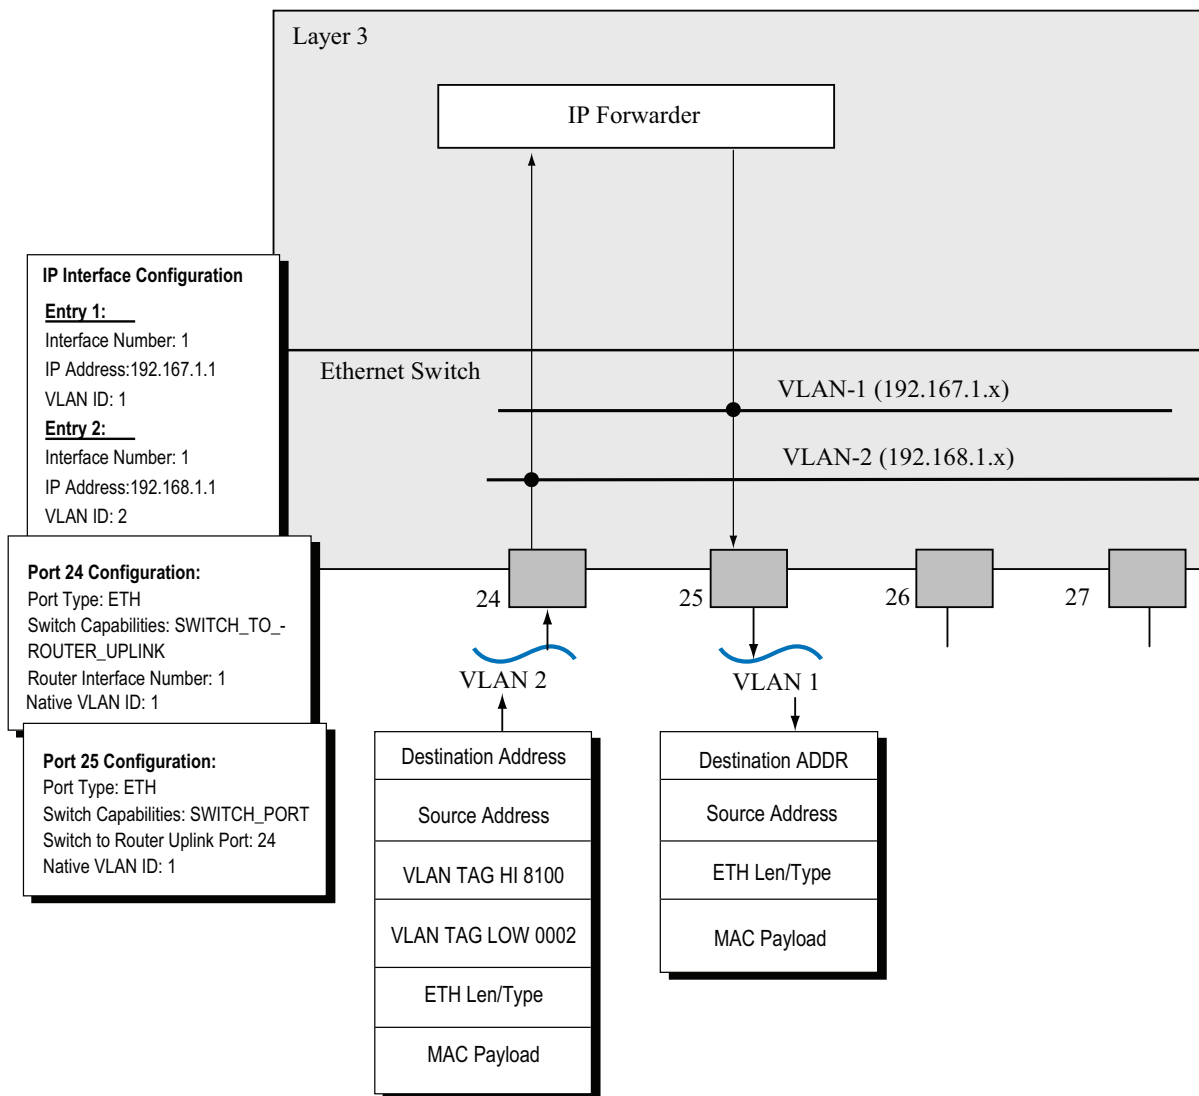 Layer 3
IP Forwarder
IP Interface Configuration
Entry 1:
Interface Number: 1
IP Address:192.167.1.1
VLAN ID: 1
Entry 2:
Interface Number: 1
IP Address:192.168.1.1
VLAN ID: 2
Ethernet Switch
VLAN-1 (192.167.1.x)
VLAN-2 (192.168.1.x)
Port 24 Configuration:
Port Type: ETH
Switch Capabilities: SWITCH_TO_-
ROUTER_UPLINK
Router Interface Number: 1
Native VLAN ID: 1
24
25
26
27
VLAN 2
VLAN 1
Port 25 Configuration:
Port Type: ETH
Switch Capabilities: SWITCH_PORT
Switch to Router Uplink Port: 24
Native VLAN ID: 1
Destination Address
Source Address
VLAN TAG HI 8100
VLAN TAG LOW 0002
ETH Len/Type
MAC Payload
Destination ADDR
Source Address
ETH Len/Type
MAC Payload